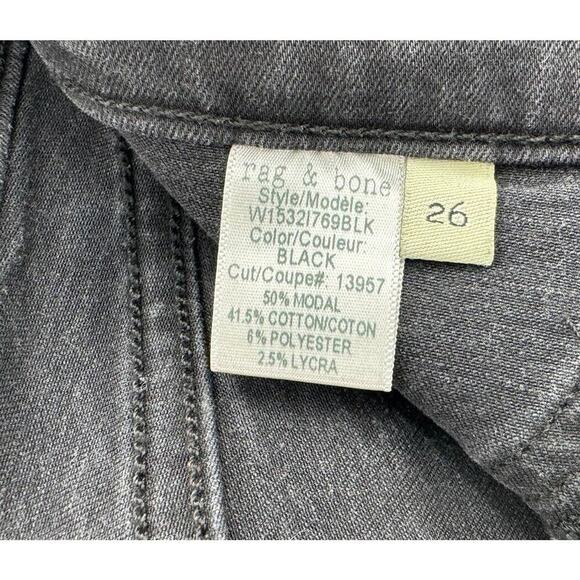 rag & bone
Style/Modèle:
W1532I769BLK
Color/Couleur:
BLACK
Cut/Coupe#: 13957
50% MODAL
41.5% COTTON/COTON
6% POLYESTER
2.5% LYCRA
26